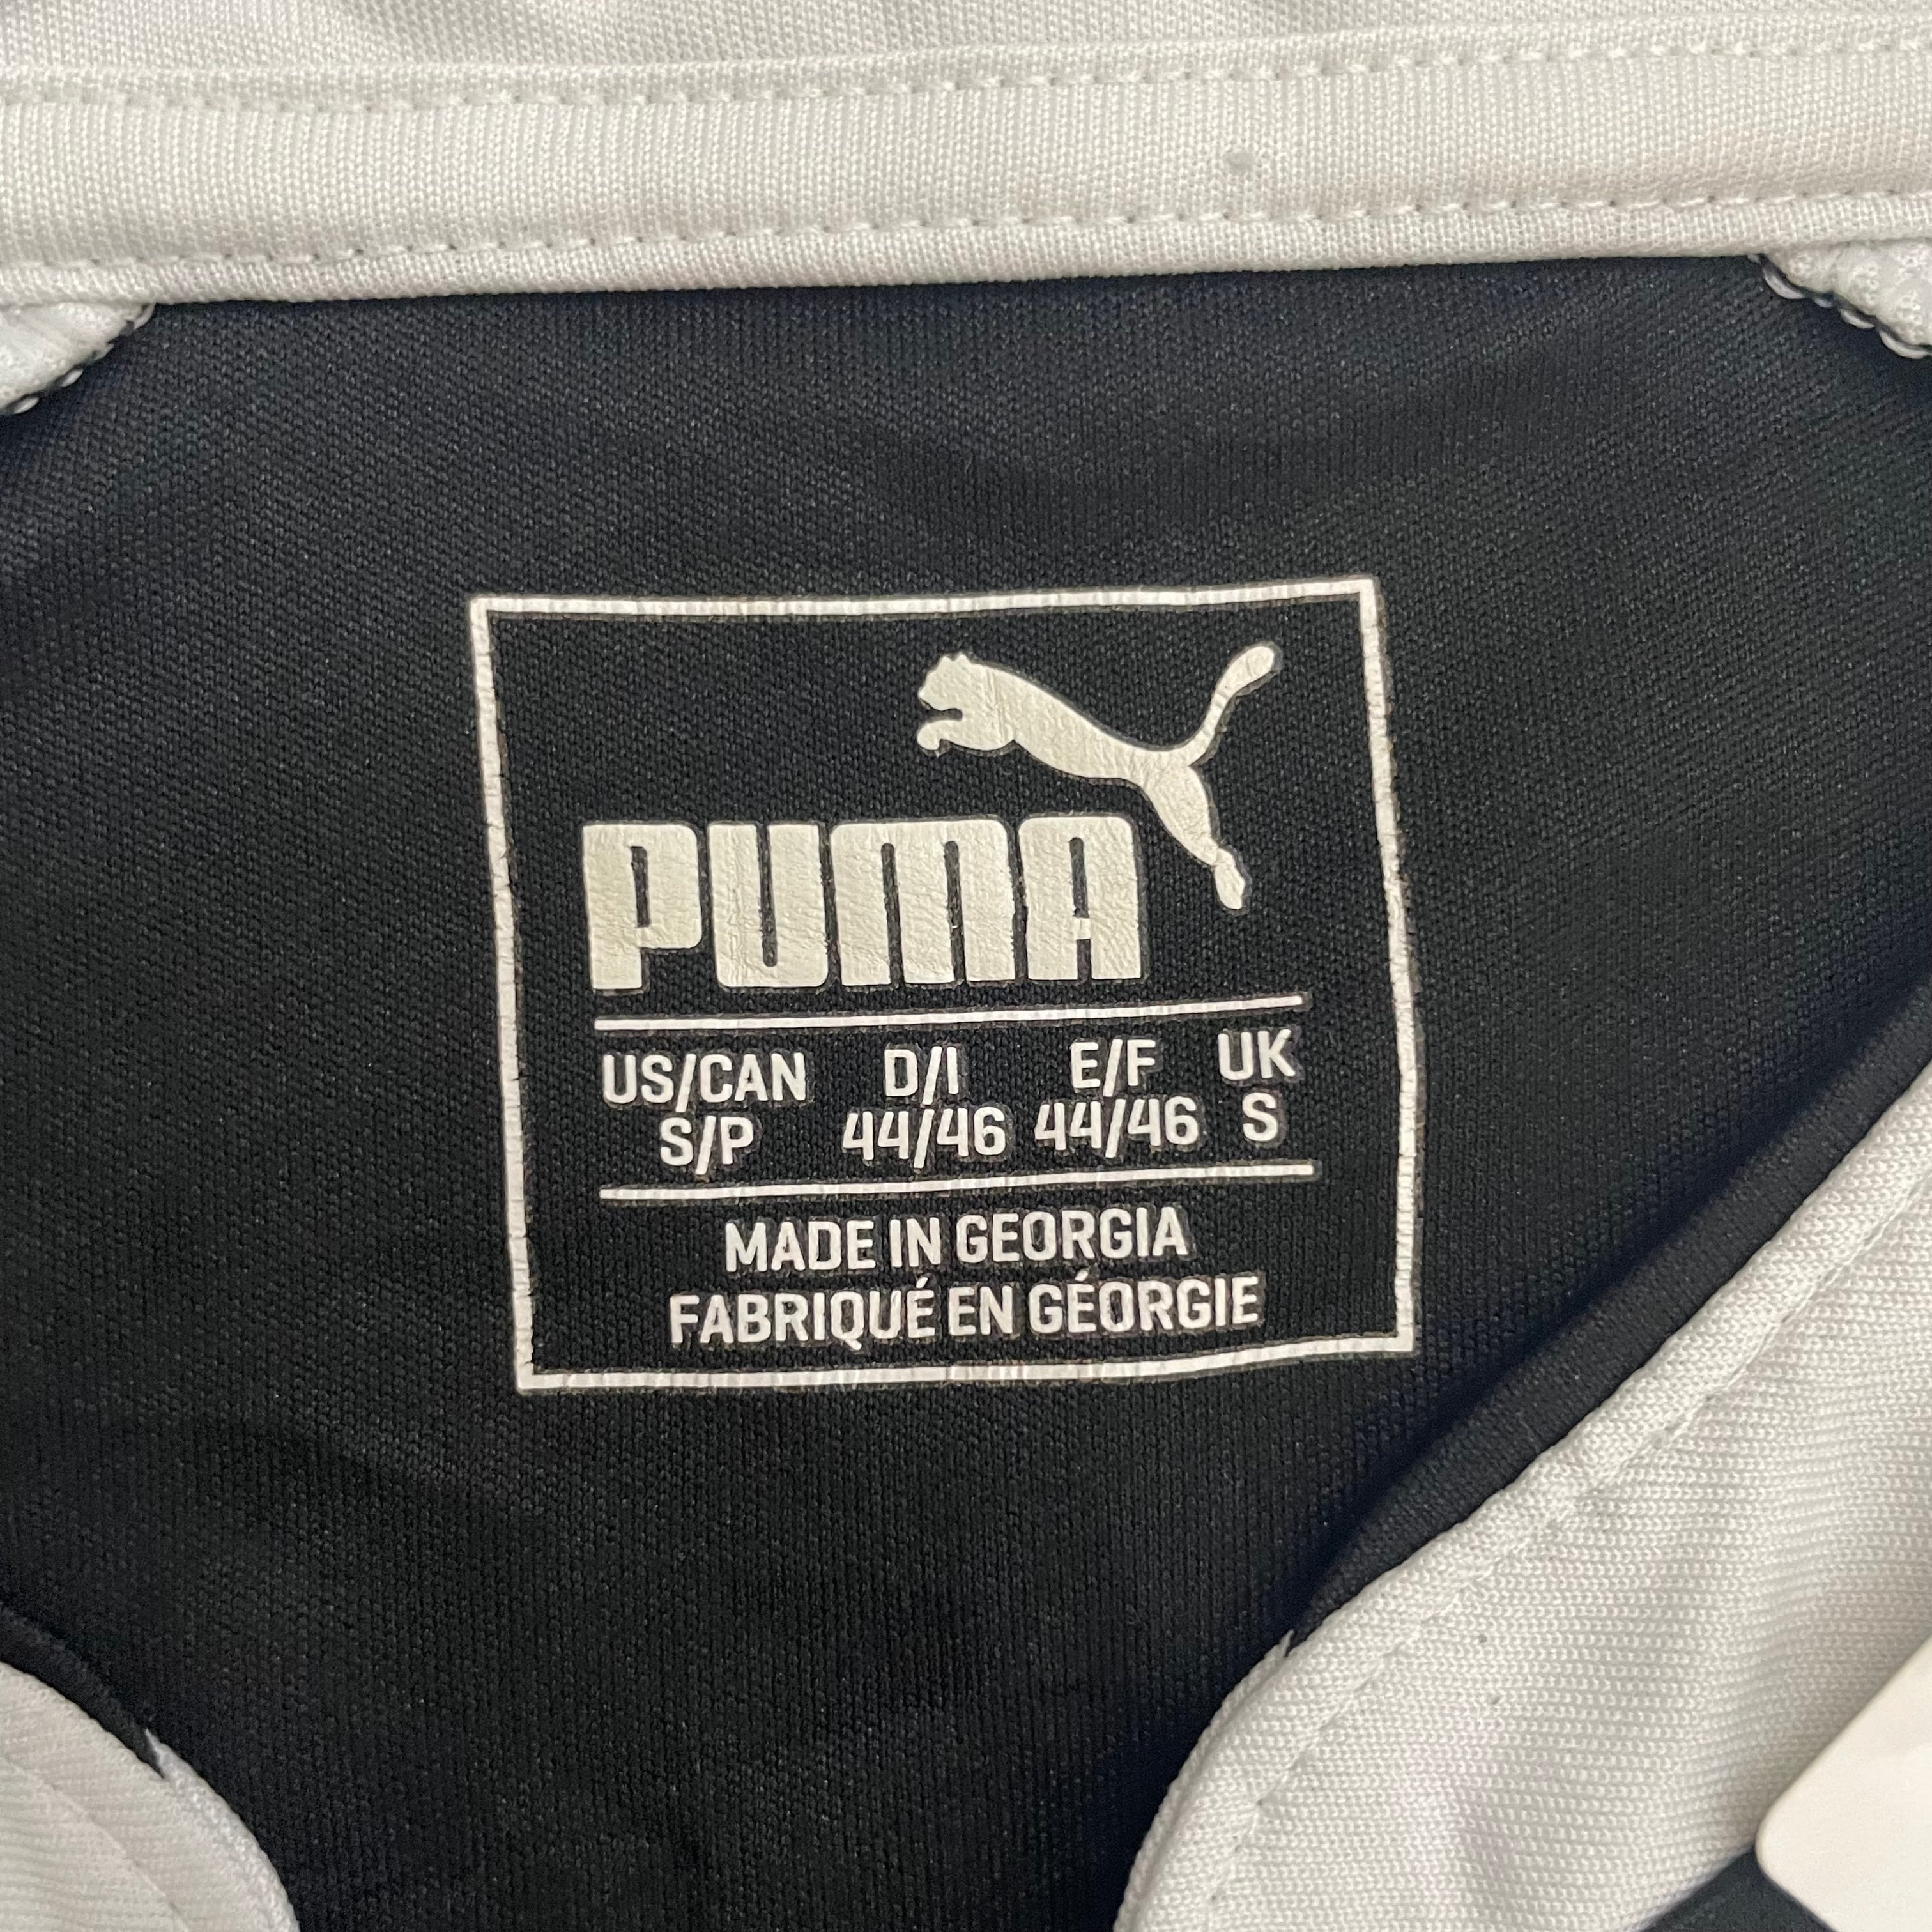 PUMA
US/CAN D/I E/F UK
S/P 44/46 44/46 S
MADE IN GEORGIA
FABRIQUÉ EN GÉORGIE